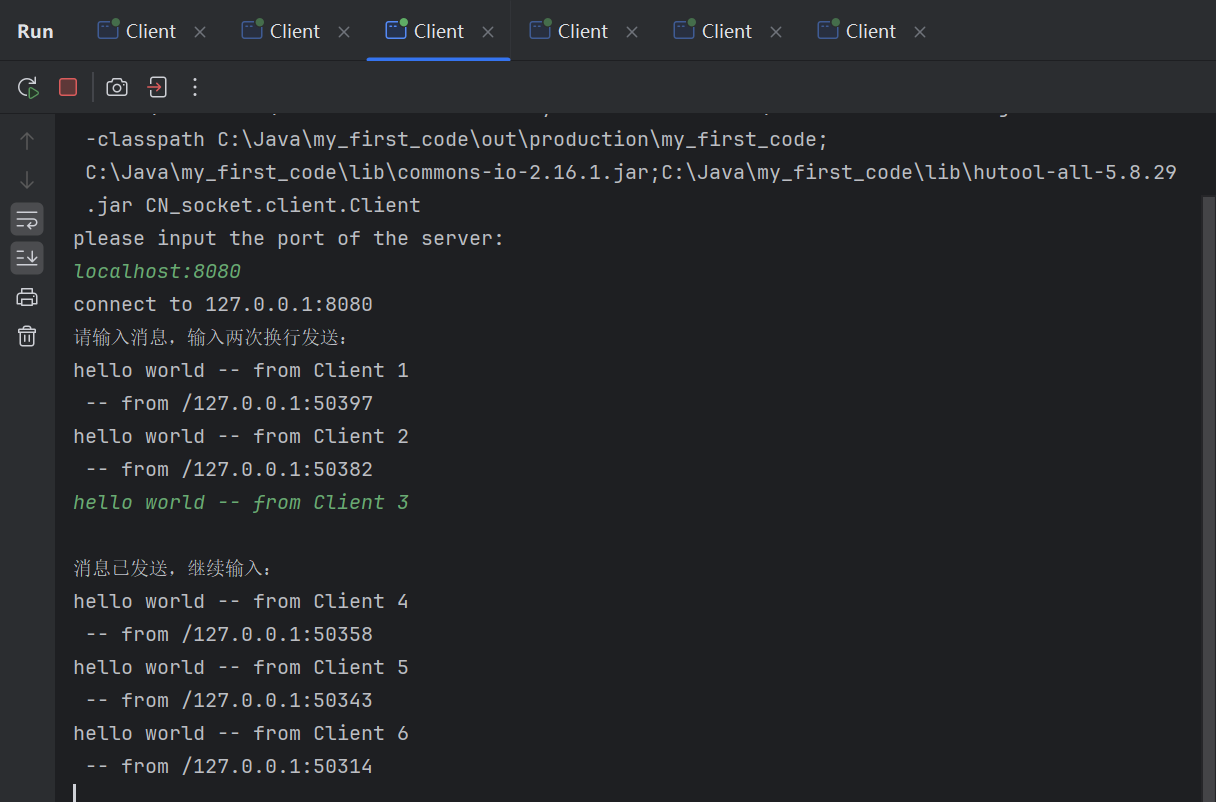 Run Client Client Client Client Client Client
-classpath C:\Java\my_first_code\out\production\my_first_code;
C:\Java\my_first_code\lib\commons-io-2.16.1.jar;C:\Java\my_first_code\lib\hutool-all-5.8.29
.jar CN_socket.client.Client
please input the port of the server:
localhost:8080
connect to 127.0.0.1:8080
请输入消息，输入两次换行发送：
hello world -- from Client 1
-- from /127.0.0.1:50397
hello world -- from Client 2
-- from /127.0.0.1:50382
hello world -- from Client 3
消息已发送，继续输入：
hello world -- from Client 4
-- from /127.0.0.1:50358
hello world -- from Client 5
-- from /127.0.0.1:50343
hello world -- from Client 6
-- from /127.0.0.1:50314